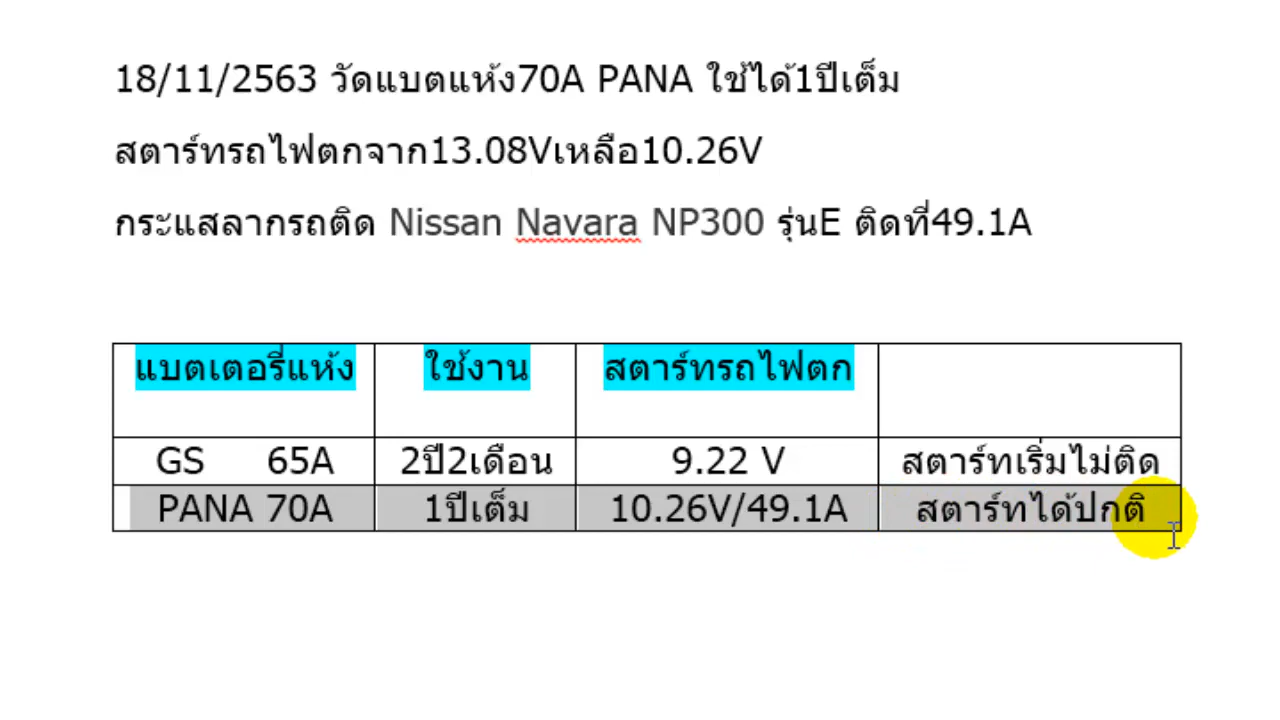 18/11/2563 วัดแบตแห้ง70A PANA ใช้ได้1ปีเต็ม
สตาร์ทรถไฟตกจาก13.08Vเหลือ10.26V
กระแสลากรถติด Nissan Navara NP300 รุ่นE ติดที่49.1A
แบตเตอรี่แห้ง ใช้งาน สตาร์ทรถไฟตก
GS 65A 2ปี2เดือน 9.22 V สตาร์ทเริ่มไม่ติด
PANA 70A 1ปีเต็ม 10.26V/49.1A สตาร์ทได้ปกติ